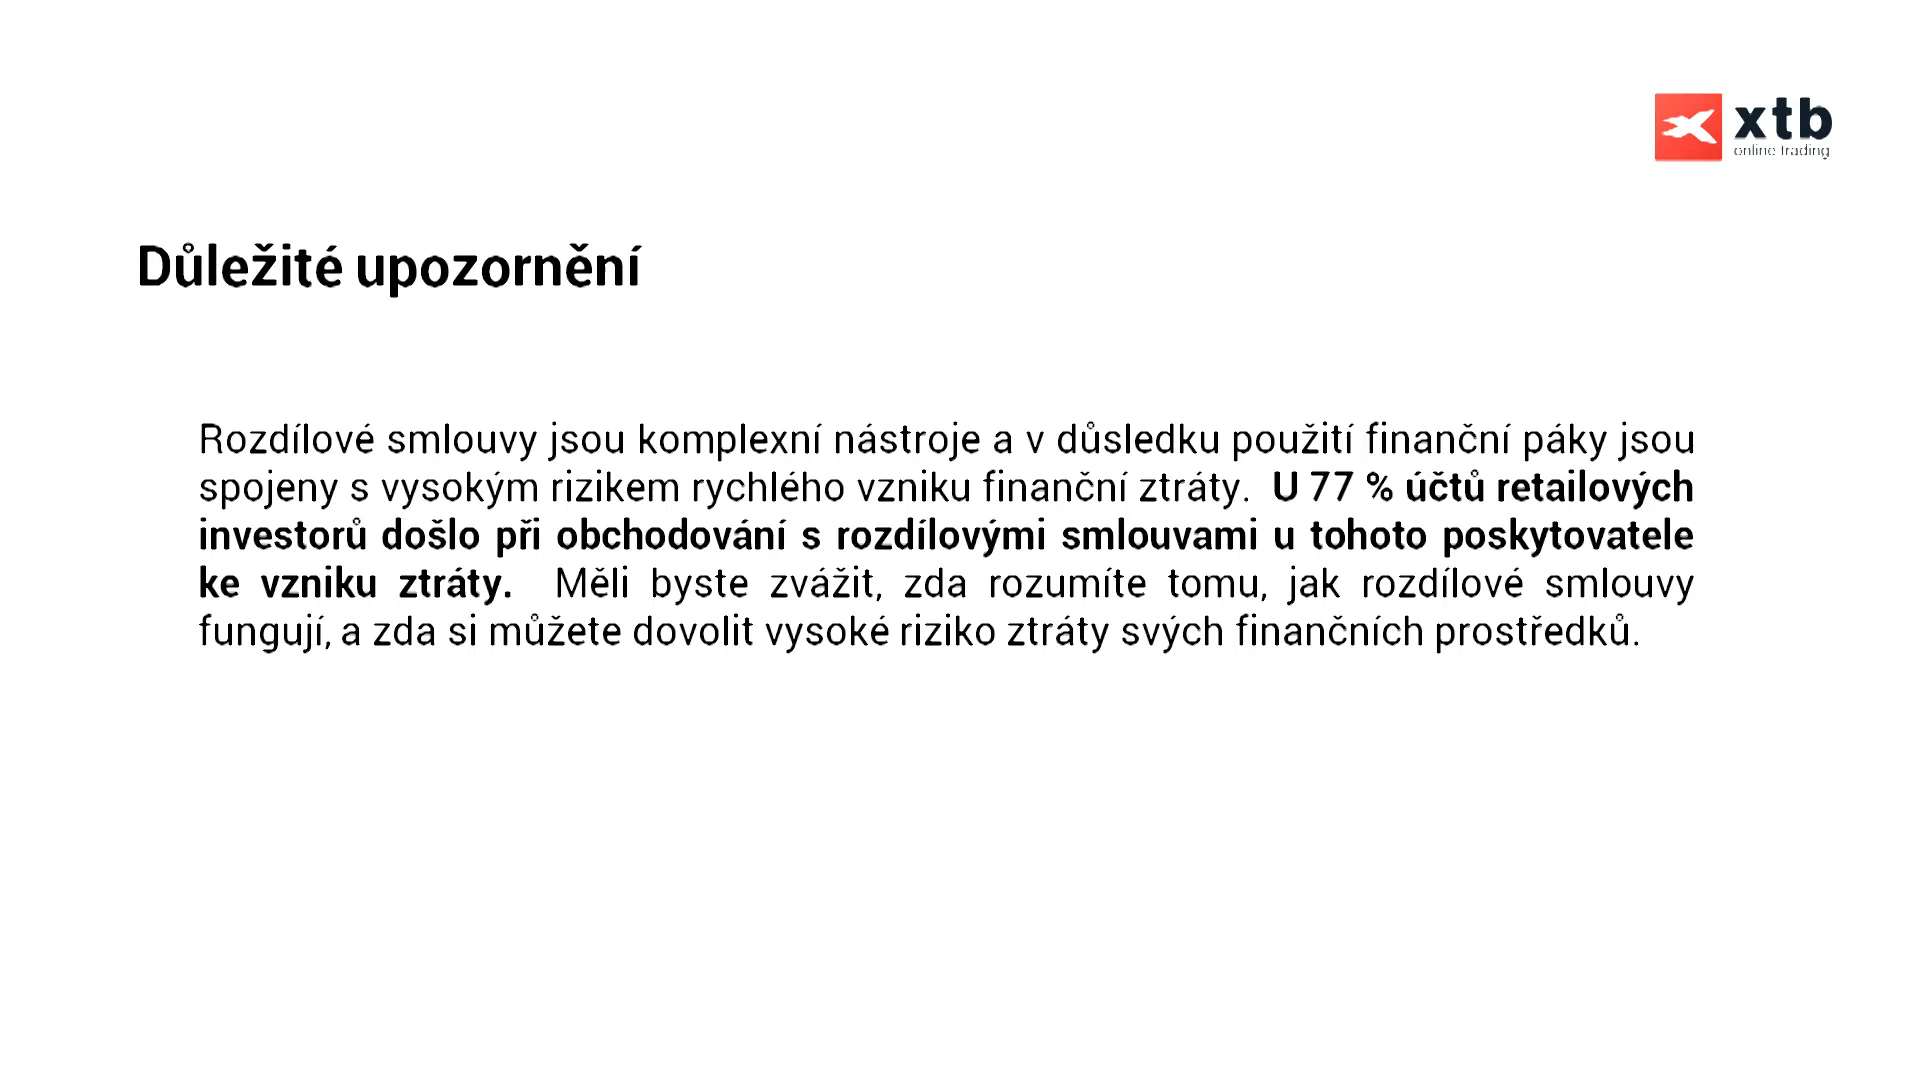 xtb
online trading
Důležité upozornění
Rozdílové smlouvy jsou komplexní nástroje a v důsledku použití finanční páky jsou
spojeny s vysokým rizikem rychlého vzniku finanční ztráty. U 77 % účtů retailových
investorů došlo při obchodování s rozdílovými smlouvami u tohoto poskytovatele
ke vzniku ztráty. Měli byste zvážit, zda rozumíte tomu, jak rozdílové smlouvy
fungují, a zda si můžete dovolit vysoké riziko ztráty svých finančních prostředků.